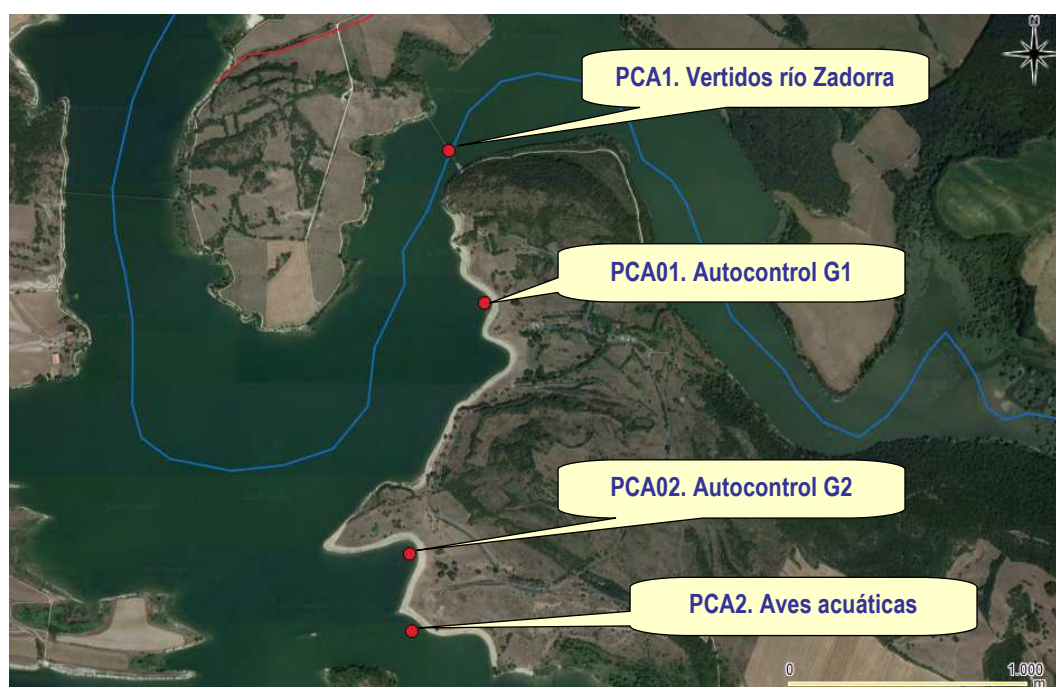 N
PCA1. Vertidos río Zadorra
PCA01. Autocontrol G1
PCA02. Autocontrol G2
PCA2. Aves acuáticas
0 1.000
m